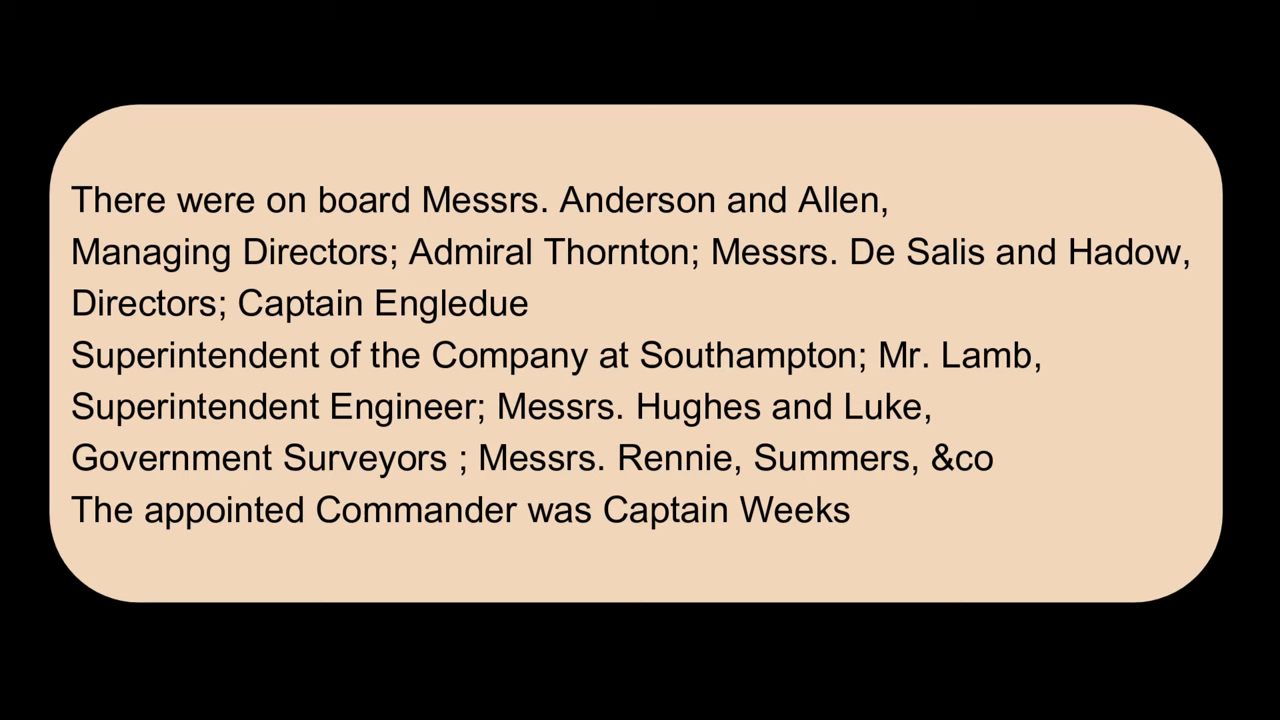 There were on board Messrs. Anderson and Allen,
Managing Directors; Admiral Thornton; Messrs. De Salis and Hadow,
Directors; Captain Engledue
Superintendent of the Company at Southampton; Mr. Lamb,
Superintendent Engineer; Messrs. Hughes and Luke,
Government Surveyors ; Messrs. Rennie, Summers, &co
The appointed Commander was Captain Weeks